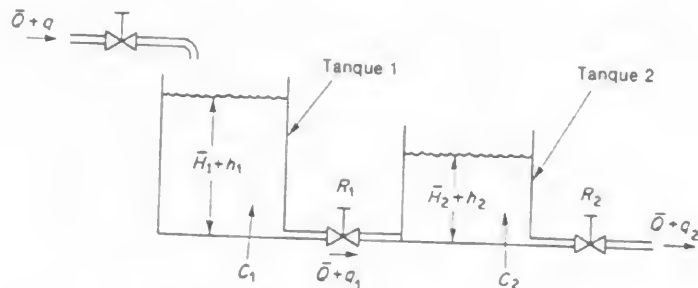 Q̄ + q
Tanque 1
Tanque 2
H̄₁ + h₁
R₁
H̄₂ + h₂
R₂
Q̄ + q₂
C₁
Q̄ + q₁
C₂